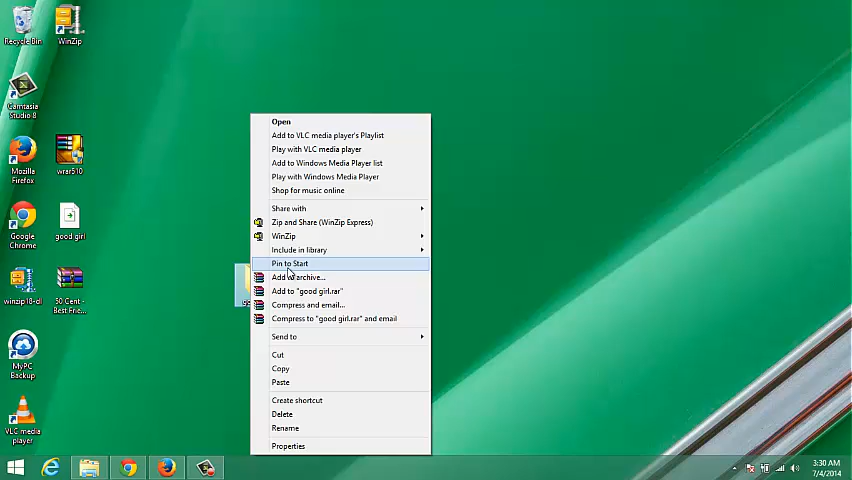 Recycle Bin
WinZip
Camtasia
Studio 8
Mozilla
Firefox
wrar510
Google
Chrome
good girl
winzip18-dl
50 Cent -
Best Frie...
MyPC
Backup
VLC media
player
Open
Add to VLC media player's Playlist
Play with VLC media player
Add to Windows Media Player list
Play with Windows Media Player
Shop for music online
Share with
Zip and Share (WinZip Express)
WinZip
Include in library
Pin to Start
Add to archive...
Add to "good girl.rar"
Compress and email...
Compress to "good girl.rar" and email
Send to
Cut
Copy
Paste
Create shortcut
Delete
Rename
Properties
3:30 AM
7/4/2014